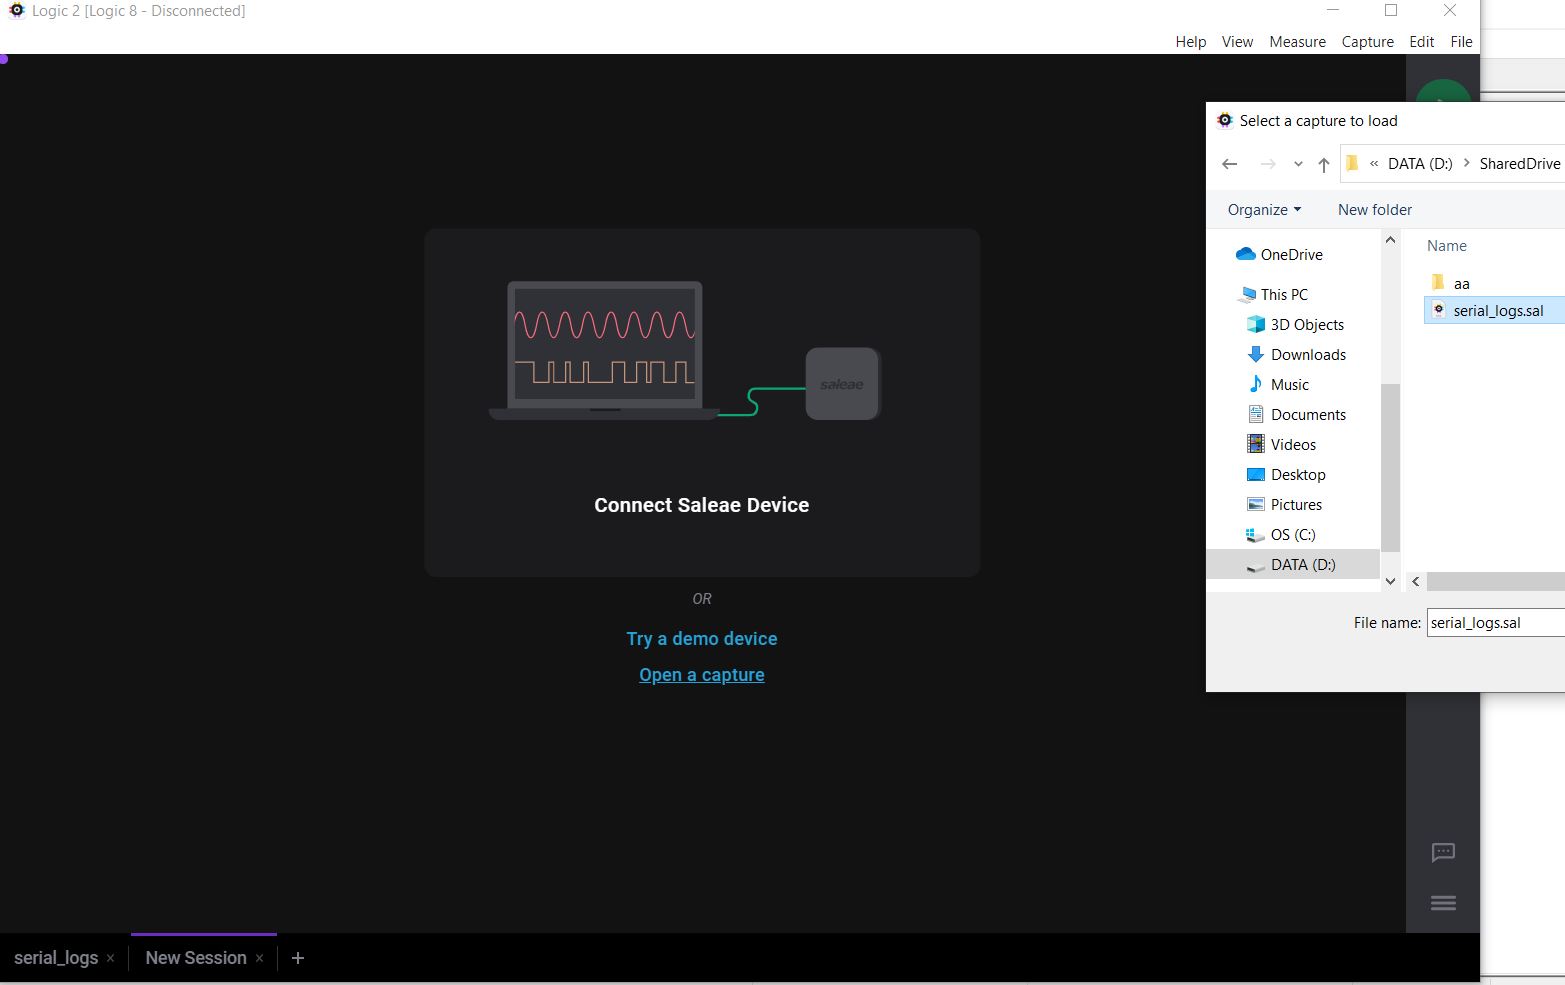 Logic 2 [Logic 8 - Disconnected]
Help View Measure Capture Edit File
Select a capture to load
« DATA (D:) > SharedDrive
Organize New folder
OneDrive
This PC
3D Objects
Downloads
Music
Documents
Videos
Desktop
Pictures
OS (C:)
DATA (D:)
Name
aa
serial_logs.sal
File name: serial_logs.sal
saleae
Connect Saleae Device
OR
Try a demo device
Open a capture
serial_logs × New Session × +